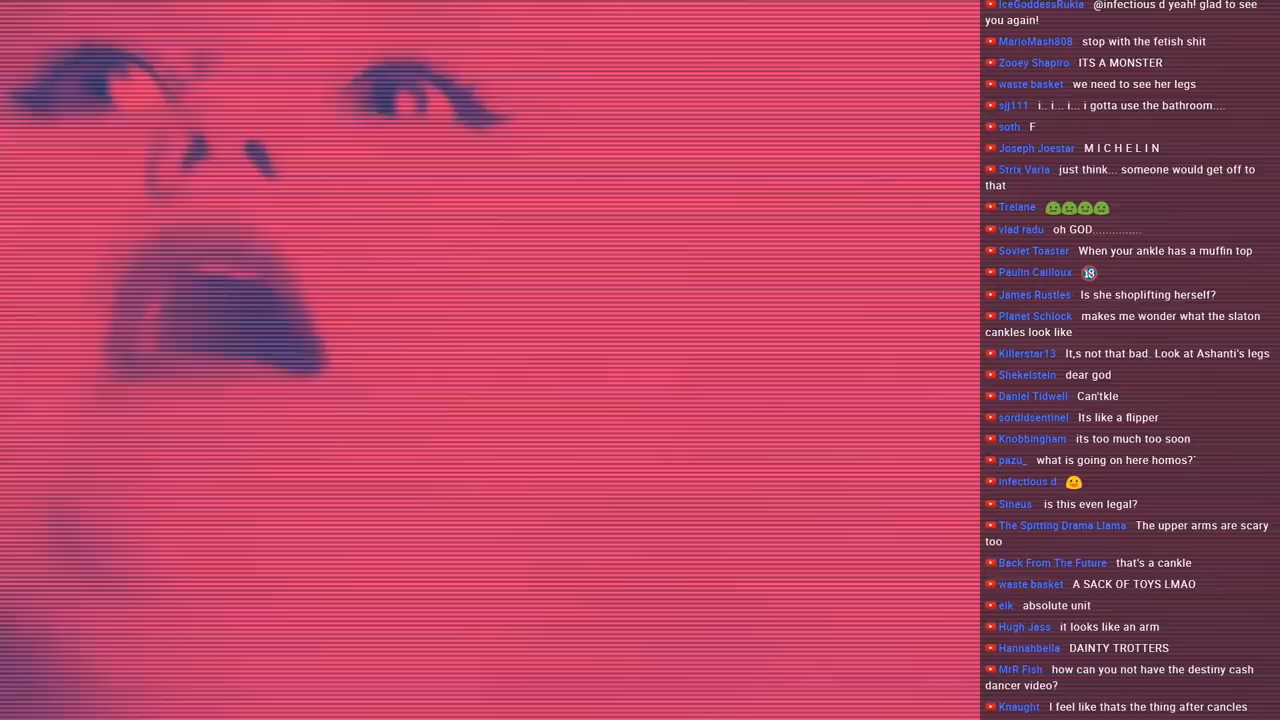 IceGoddessRukia @infectious d yeah! glad to see
you again!
MarioMash808 stop with the fetish shit
Zooey Shapiro ITS A MONSTER
waste basket we need to see her legs
sjj111 i.. i... i... i gotta use the bathroom....
soth F
Joseph Joestar M I C H E L I N
Strix Varia just think... someone would get off to
that
Trelane
vlad radu oh GOD...............
Soviet Toaster When your ankle has a muffin top
Paulin Cailloux 18
James Rustles Is she shoplifting herself?
Planet Schlock makes me wonder what the slaton
cankles look like
Killerstar13 It,s not that bad. Look at Ashanti's legs
Shekelstein dear god
Daniel Tidwell Can'tkle
sordidsentinel Its like a flipper
Knobbingham its too much too soon
pazu_ what is going on here homos?`
infectious d
Sineus is this even legal?
The Spitting Drama Llama The upper arms are scary
too
Back From The Future that's a cankle
waste basket A SACK OF TOYS LMAO
elk absolute unit
Hugh Jass it looks like an arm
Hannahbella DAINTY TROTTERS
MrR Fish how can you not have the destiny cash
dancer video?
Knaught I feel like thats the thing after cancles